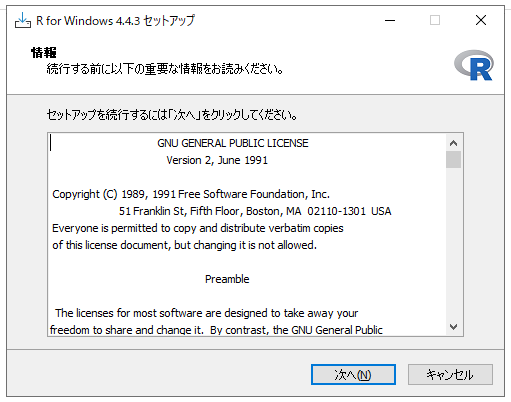 R for Windows 4.4.3 セットアップ
情報
続行する前に以下の重要な情報をお読みください。
R
セットアップを続行するには「次へ」をクリックしてください。
GNU GENERAL PUBLIC LICENSE
Version 2, June 1991
Copyright (C) 1989, 1991 Free Software Foundation, Inc.
51 Franklin St, Fifth Floor, Boston, MA  02110-1301  USA
Everyone is permitted to copy and distribute verbatim copies
of this license document, but changing it is not allowed.
Preamble
The licenses for most software are designed to take away your
freedom to share and change it.  By contrast, the GNU General Public
次へ(N)
キャンセル